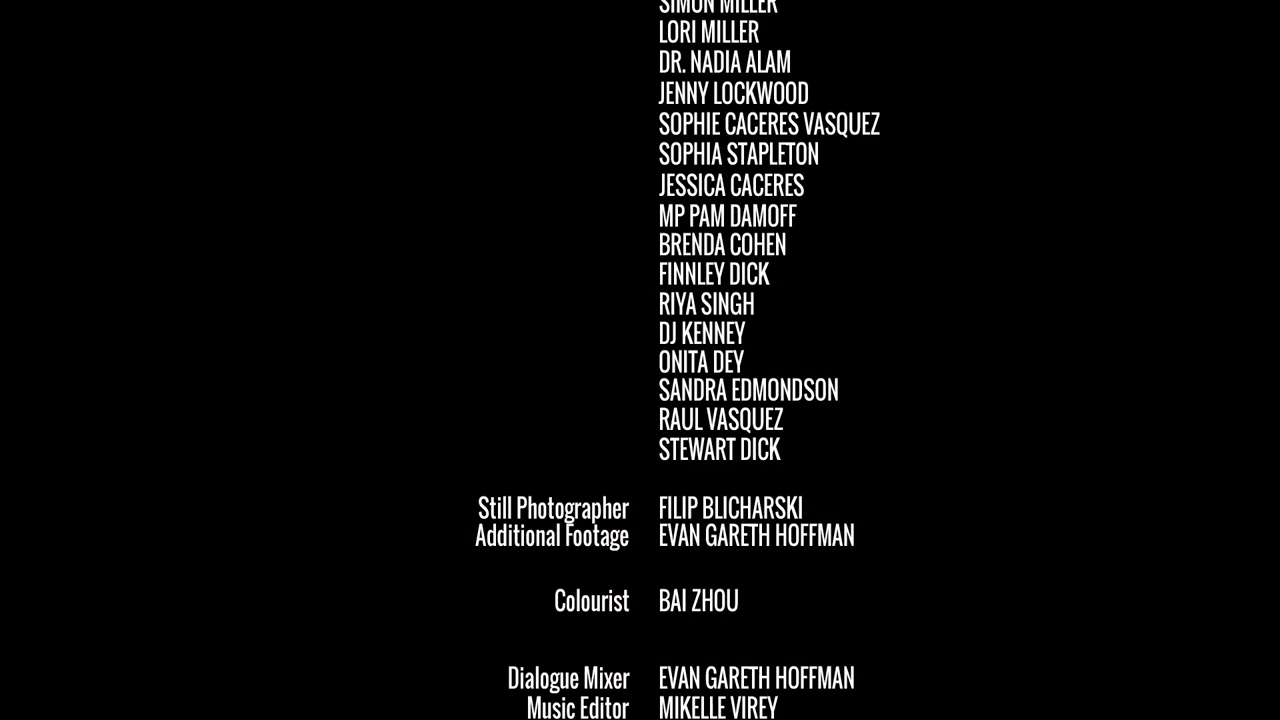 SIMON MILLER
LORI MILLER
DR. NADIA ALAM
JENNY LOCKWOOD
SOPHIE CACERES VASQUEZ
SOPHIA STAPLETON
JESSICA CACERES
MP PAM DAMOFF
BRENDA COHEN
FINNLEY DICK
RIYA SINGH
DJ KENNEY
ONITA DEY
SANDRA EDMONDSON
RAUL VASQUEZ
STEWART DICK
Still Photographer FILIP BLICHARSKI
Additional Footage EVAN GARETH HOFFMAN
Colourist BAI ZHOU
Dialogue Mixer EVAN GARETH HOFFMAN
Music Editor MIKELLE VIREY